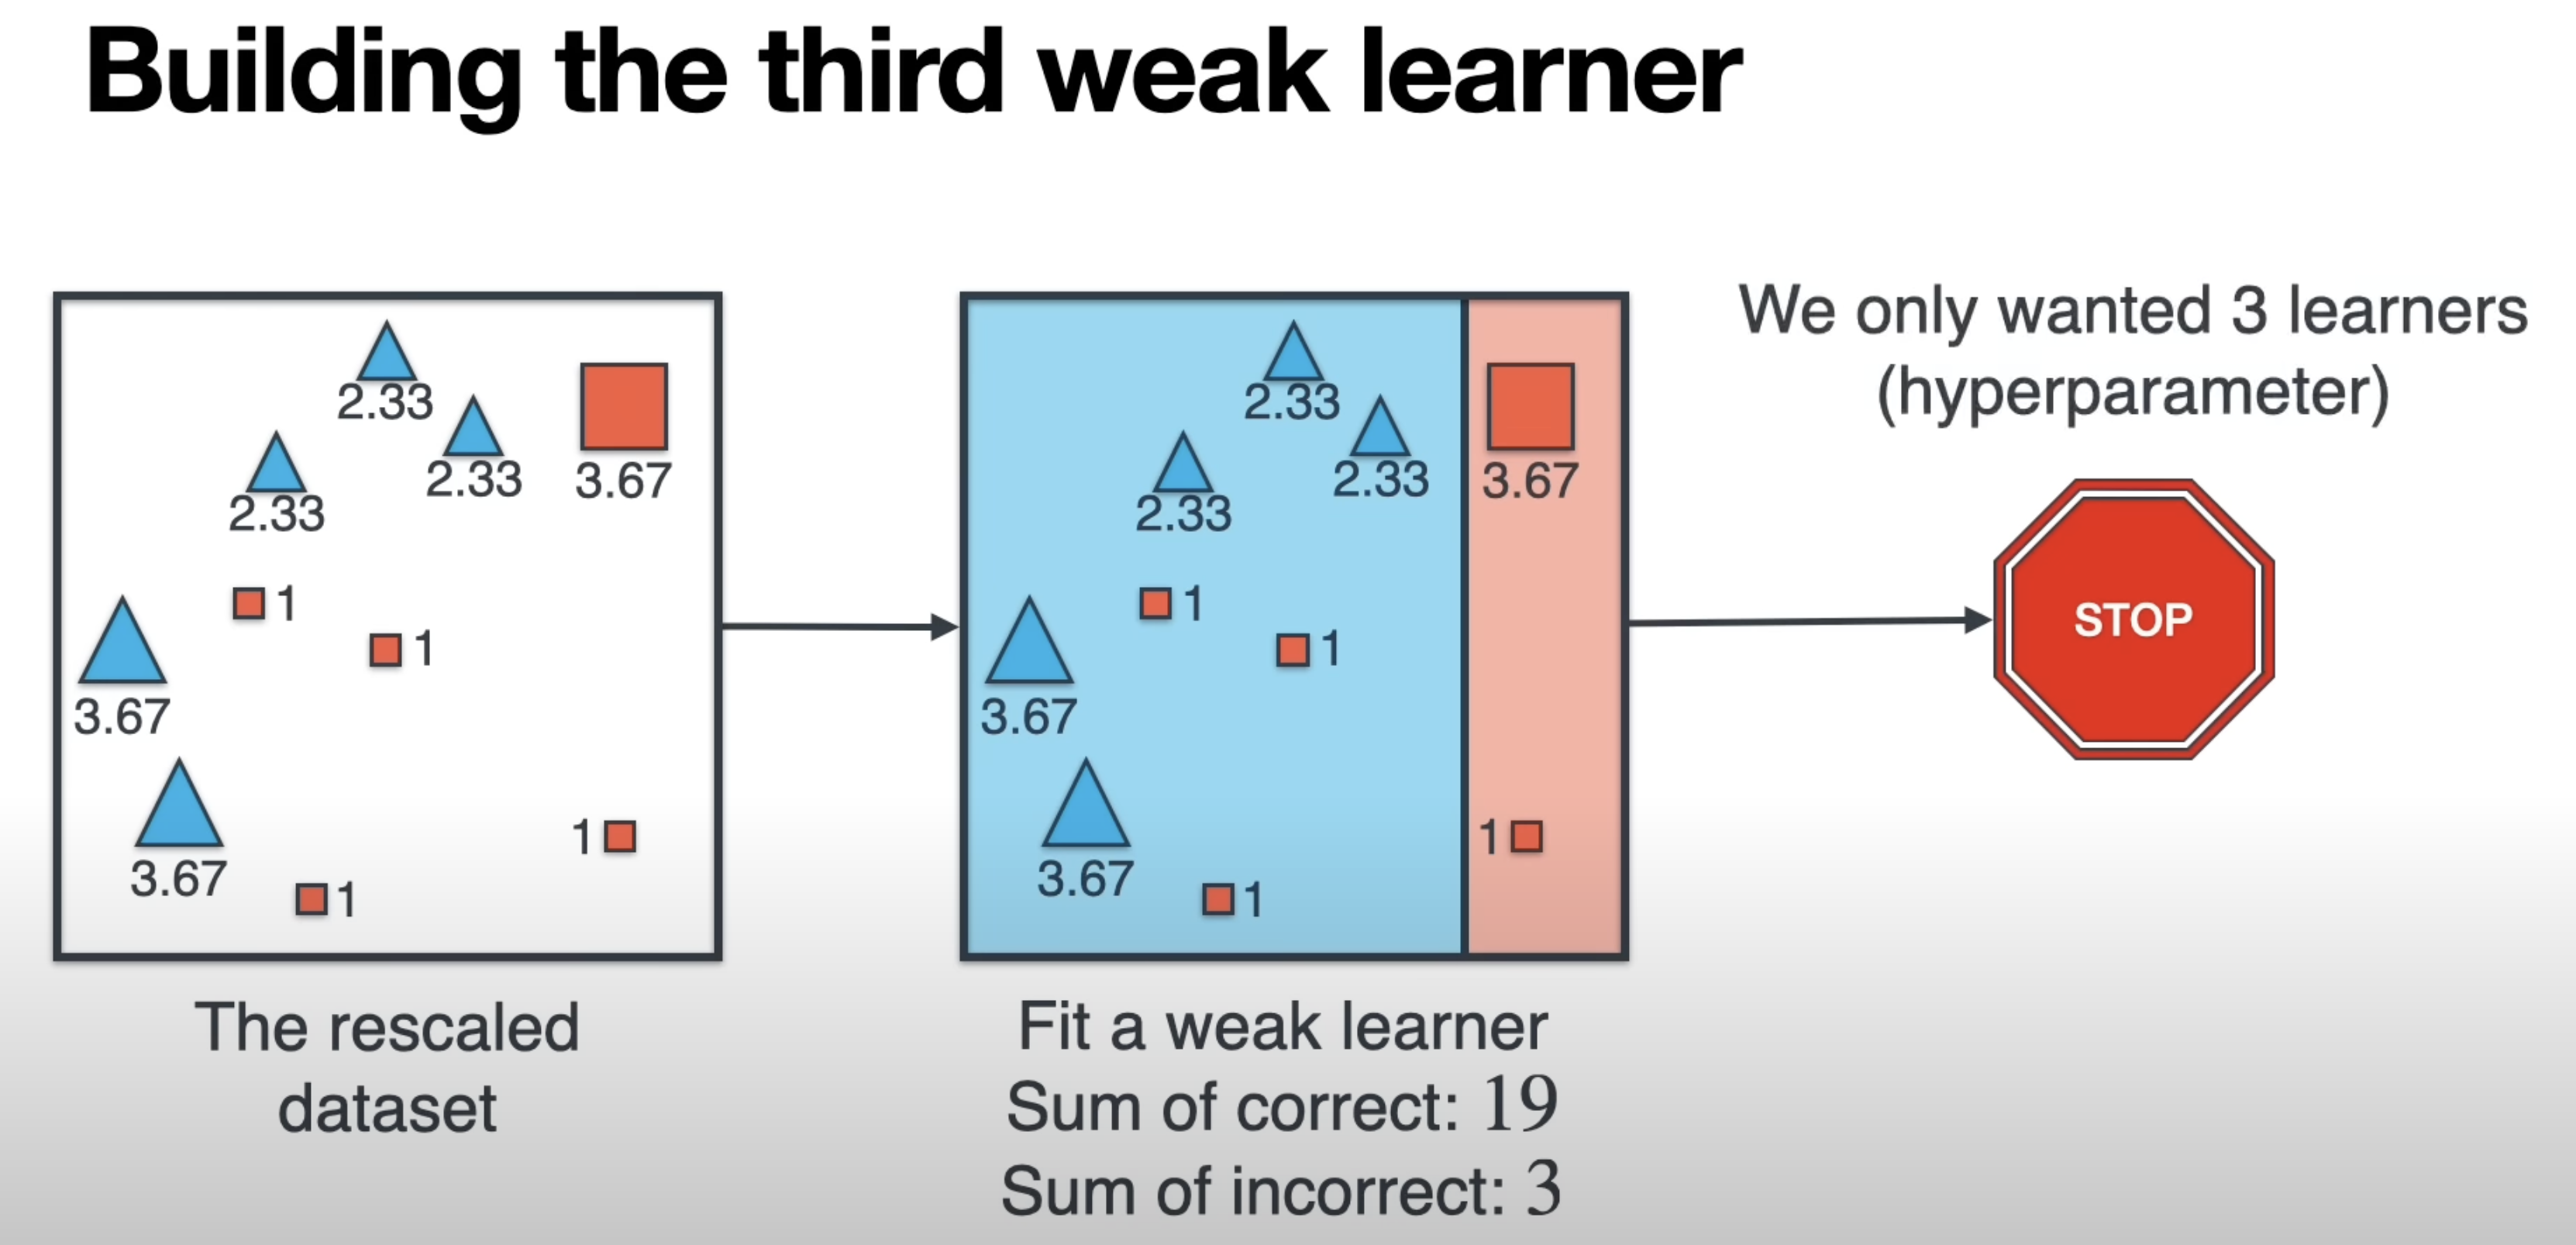 Building the third weak learner
2.33
2.33
3.67
2.33
1
1
3.67
3.67
1
1
The rescaled
dataset
2.33
2.33
3.67
2.33
1
1
3.67
3.67
1
1
Fit a weak learner
Sum of correct: 19
Sum of incorrect: 3
We only wanted 3 learners
(hyperparameter)
STOP